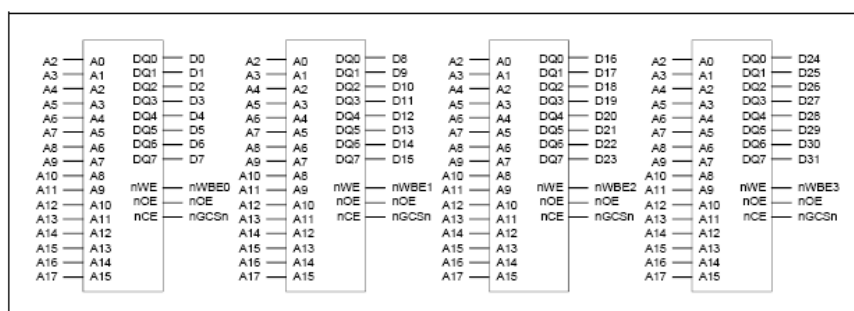 A2 A0 DQ0 D0 A2 A0 DQ0 D8 A2 A0 DQ0 D16 A2 A0 DQ0 D24
A3 A1 DQ1 D1 A3 A1 DQ1 D9 A3 A1 DQ1 D17 A3 A1 DQ1 D25
A4 A2 DQ2 D2 A4 A2 DQ2 D10 A4 A2 DQ2 D18 A4 A2 DQ2 D26
A5 A3 DQ3 D3 A5 A3 DQ3 D11 A5 A3 DQ3 D19 A5 A3 DQ3 D27
A6 A4 DQ4 D4 A6 A4 DQ4 D12 A6 A4 DQ4 D20 A6 A4 DQ4 D28
A7 A5 DQ5 D5 A7 A5 DQ5 D13 A7 A5 DQ5 D21 A7 A5 DQ5 D29
A8 A6 DQ6 D6 A8 A6 DQ6 D14 A8 A6 DQ6 D22 A8 A6 DQ6 D30
A9 A7 DQ7 D7 A9 A7 DQ7 D15 A9 A7 DQ7 D23 A9 A7 DQ7 D31
A10 A8 A10 A8 A10 A8 A10 A8
A11 A9 nWE nWBE0 A11 A9 nWE nWBE1 A11 A9 nWE nWBE2 A11 A9 nWE nWBE3
A12 A10 nOE nOE A12 A10 nOE nOE A12 A10 nOE nOE A12 A10 nOE nOE
A13 A11 nCE nGCSn A13 A11 nCE nGCSn A13 A11 nCE nGCSn A13 A11 nCE nGCSn
A14 A12 A14 A12 A14 A12 A14 A12
A15 A13 A15 A13 A15 A13 A15 A13
A16 A14 A16 A14 A16 A14 A16 A14
A17 A15 A17 A15 A17 A15 A17 A15